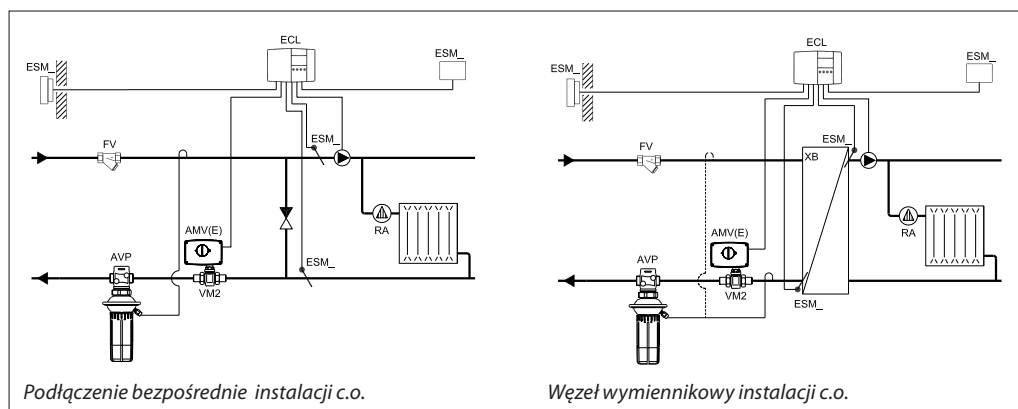 ECL
ESM_
ESM_
FV
ESM_
RA
AMV(E)
ESM_
AVP
VM2
Podłączenie bezpośrednie instalacji c.o.
ECL
ESM_
ESM_
ESM_
FV
XB
RA
AMV(E)
AVP
VM2
ESM_
Węzeł wymiennikowy instalacji c.o.